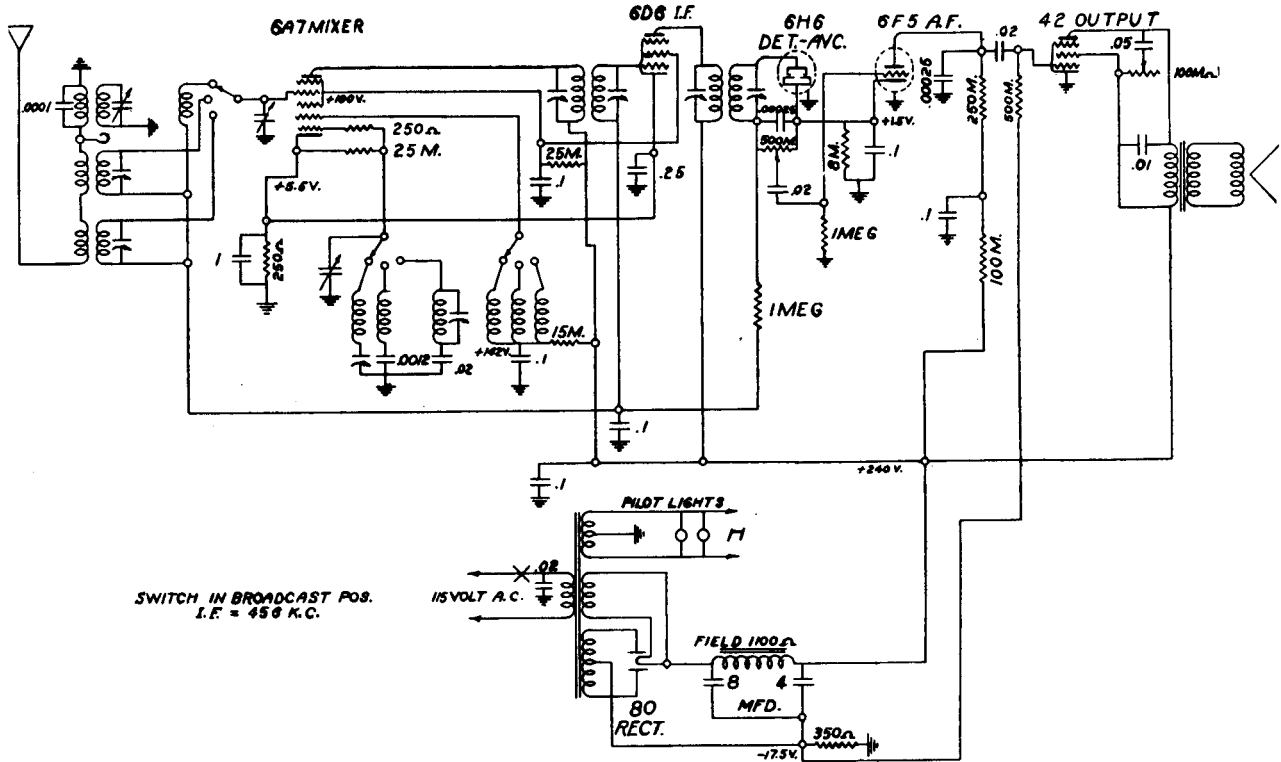 6A7 MIXER
6D6 I.F.
6H6
DET.-AVC.
6F5 A.F.
42 OUTPUT
.0001
+100V.
250Ω
25 M.
+5.5V.
1
250Ω
.0012
.02
+142V.
.1
15M.
25M.
.1
.25
.1
.1
.00025
500M
.02
1MEG
1MEG
8M.
+1.5V.
.1
.00025
.02
250M.
500M.
.1
100M.
.05
100MΩ
.01
+240V.
PILOT LIGHTS
H
.02
115 VOLT A.C.
SWITCH IN BROADCAST POS.
I.F. = 456 K.C.
FIELD 1100Ω
8
4
MFD.
80
RECT.
350Ω
-17.5V.